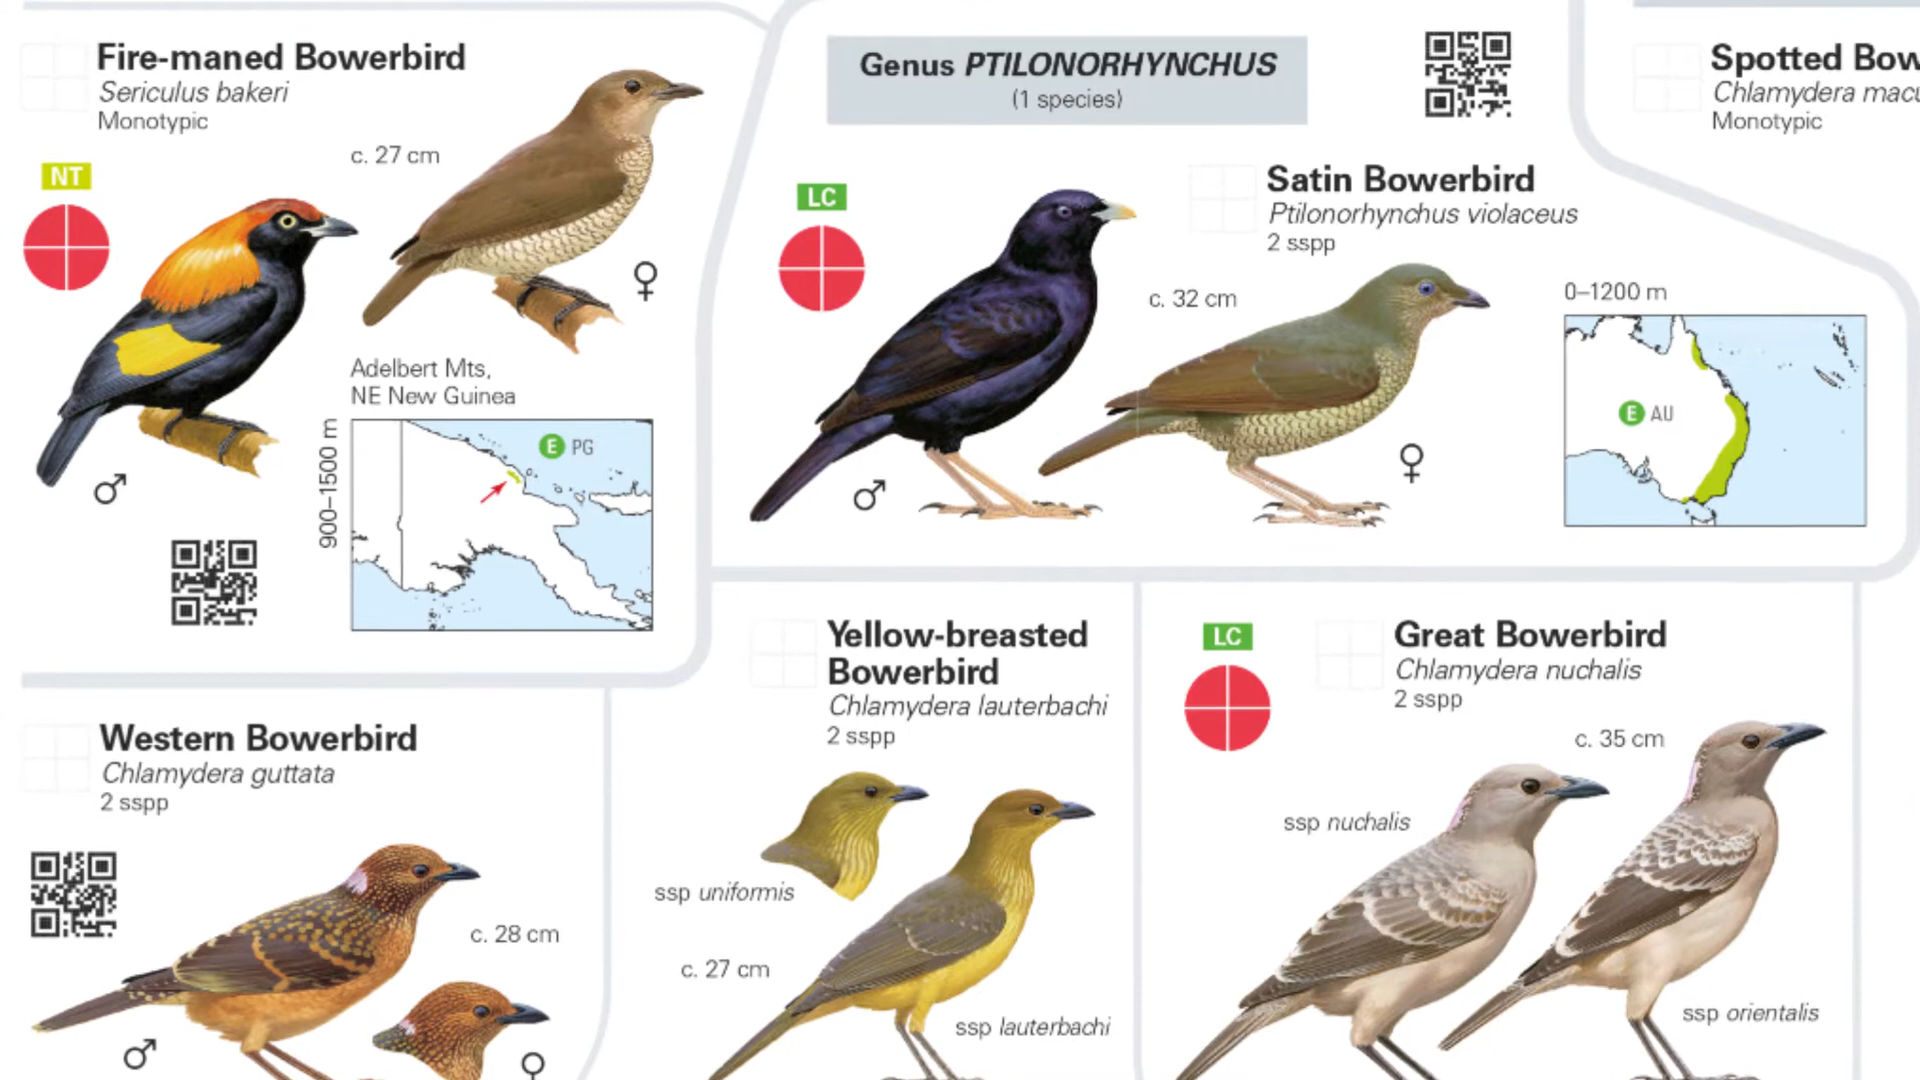 Fire-maned Bowerbird
Sericulus bakeri
Monotypic
NT
c. 27 cm
♀
♂
Adelbert Mts,
NE New Guinea
900–1500 m
E PG
Genus PTILONORHYNCHUS
(1 species)
LC
Satin Bowerbird
Ptilonorhynchus violaceus
2 sspp
c. 32 cm
♂
♀
0–1200 m
E AU
Spotted Bow
Chlamydera macu
Monotypic
Western Bowerbird
Chlamydera guttata
2 sspp
c. 28 cm
♂
♀
Yellow-breasted
Bowerbird
Chlamydera lauterbachi
2 sspp
ssp uniformis
c. 27 cm
ssp lauterbachi
LC
Great Bowerbird
Chlamydera nuchalis
2 sspp
c. 35 cm
ssp nuchalis
ssp orientalis